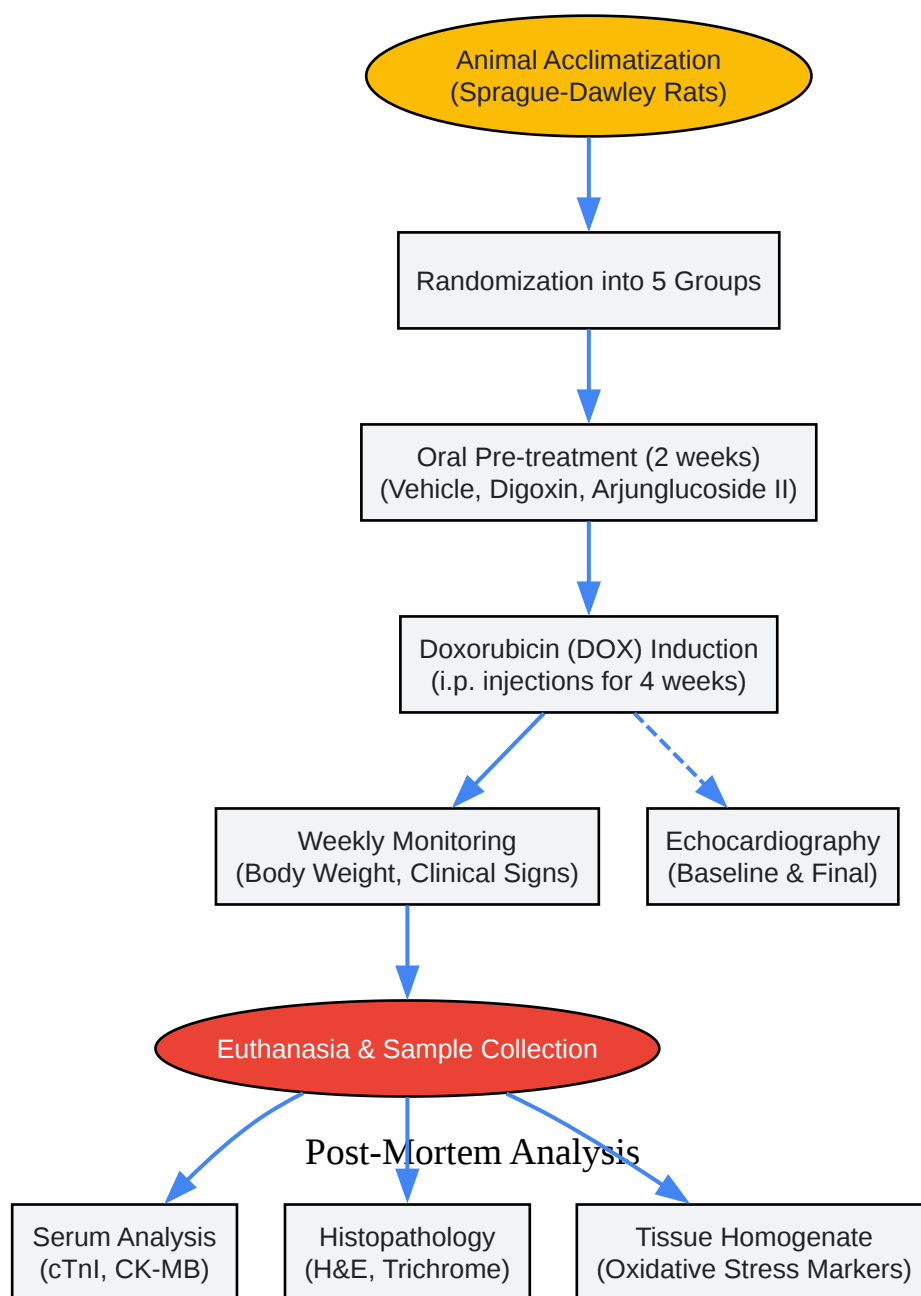 Animal Acclimatization
(Sprague-Dawley Rats)
Randomization into 5 Groups
Oral Pre-treatment (2 weeks)
(Vehicle, Digoxin, Arjunglucoside II)
Doxorubicin (DOX) Induction
(i.p. injections for 4 weeks)
Weekly Monitoring
(Body Weight, Clinical Signs)
Echocardiography
(Baseline & Final)
Euthanasia & Sample Collection
Post-Mortem Analysis
Serum Analysis
(cTnI, CK-MB)
Histopathology
(H&E, Trichrome)
Tissue Homogenate
(Oxidative Stress Markers)